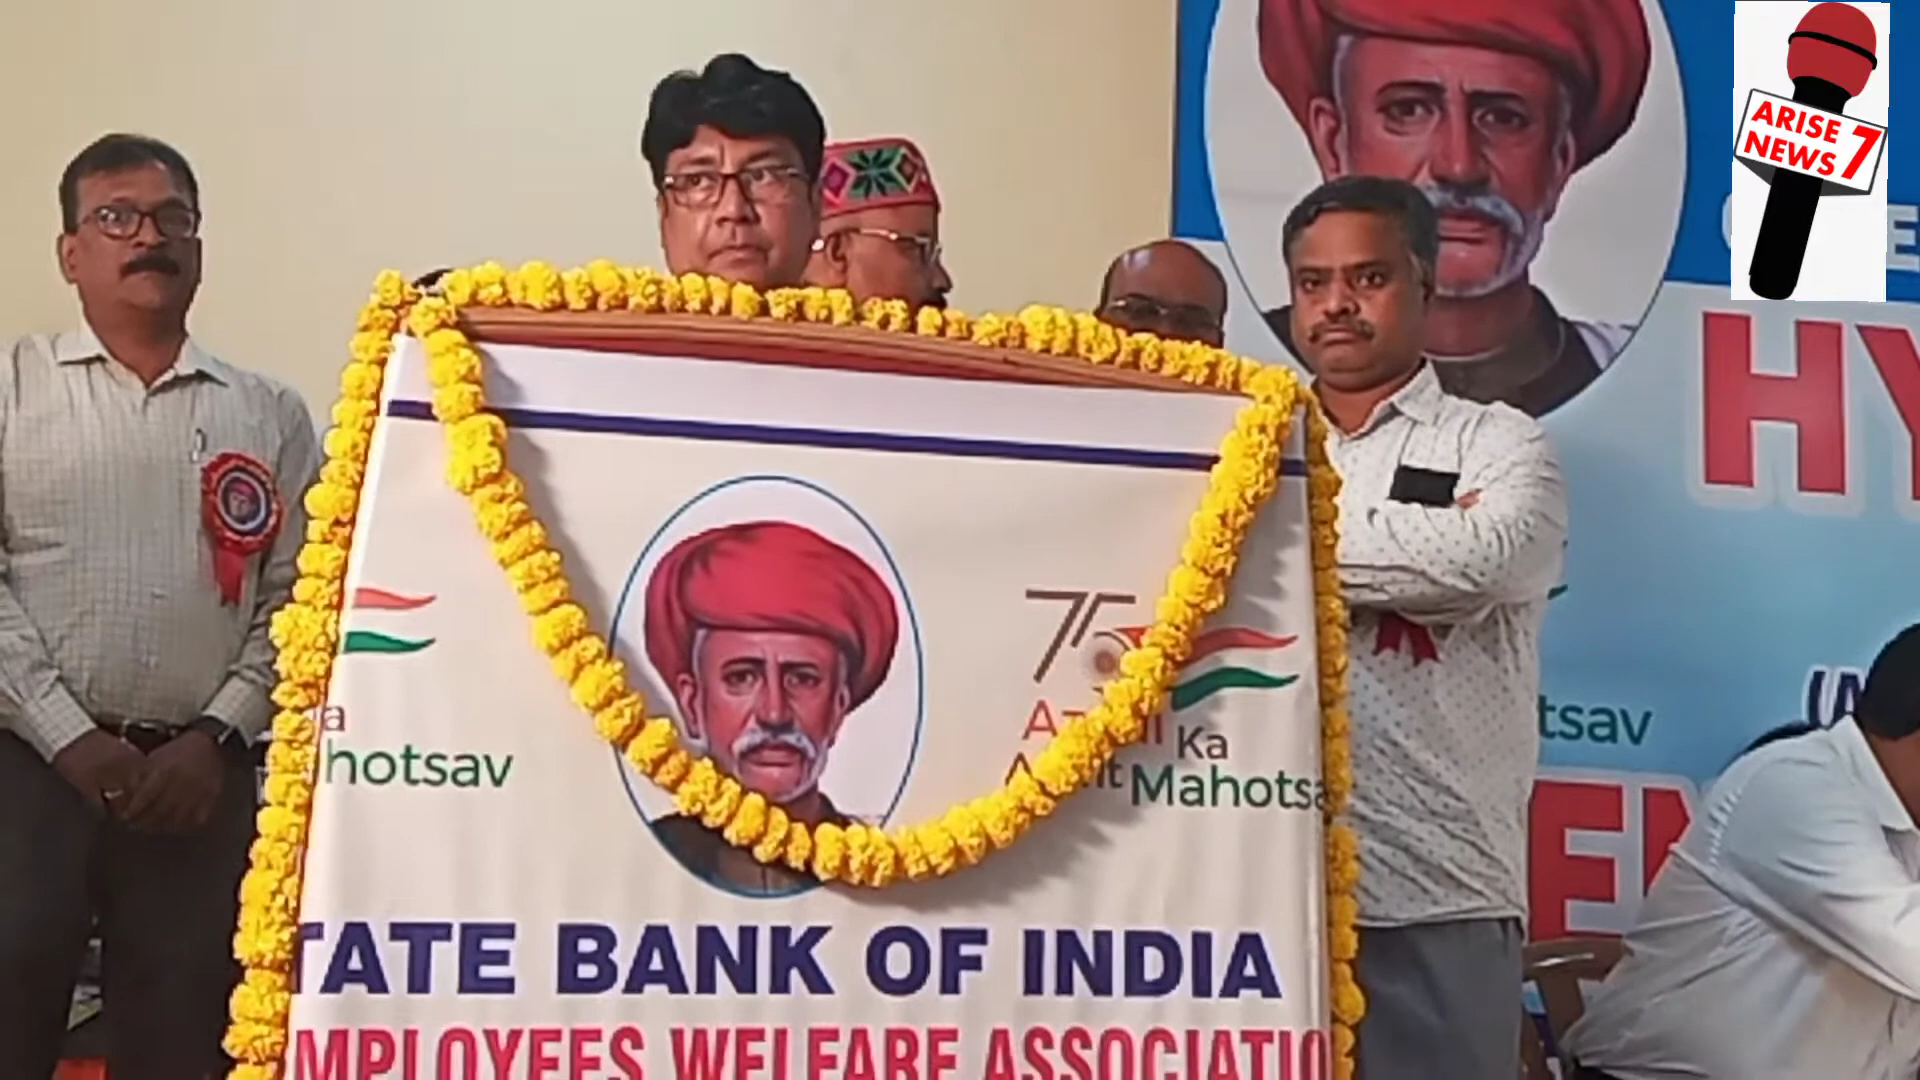 ARISE
NEWS 7
HY
75
Ka
Mahots
hotsav
tsav
TATE BANK OF INDIA
MPLOYEES WELFARE ASSOCIATIO